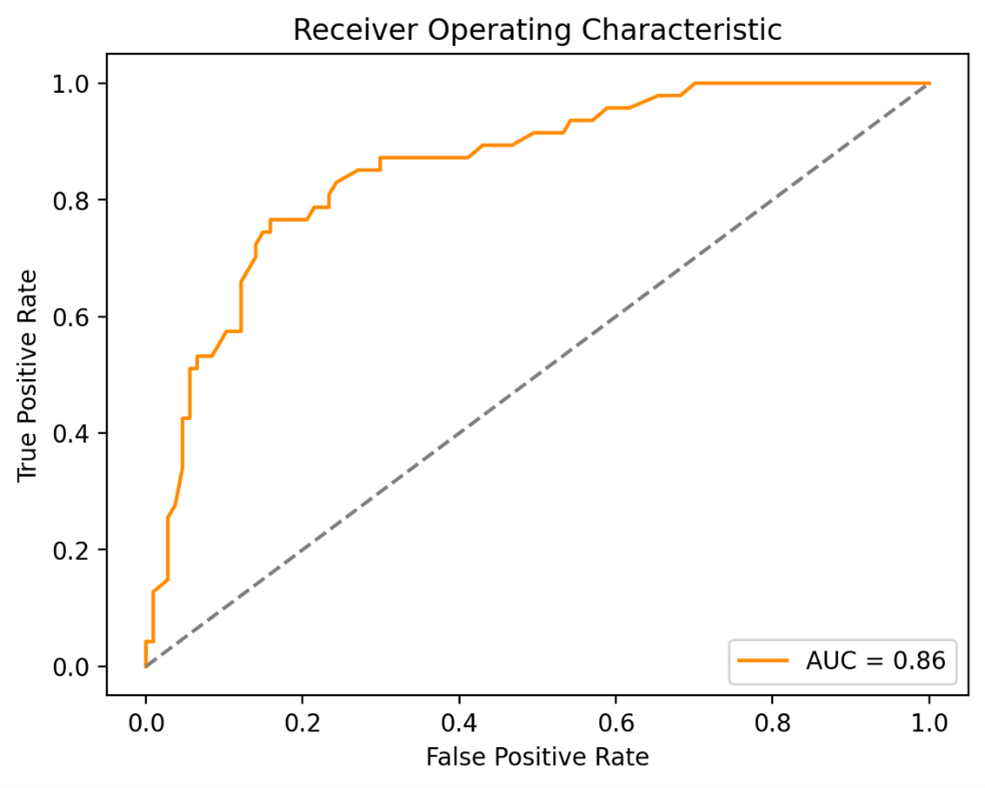 Receiver Operating Characteristic
1.0
0.8
0.6
0.4
0.2
0.0
True Positive Rate
AUC = 0.86
0.0 0.2 0.4 0.6 0.8 1.0
False Positive Rate